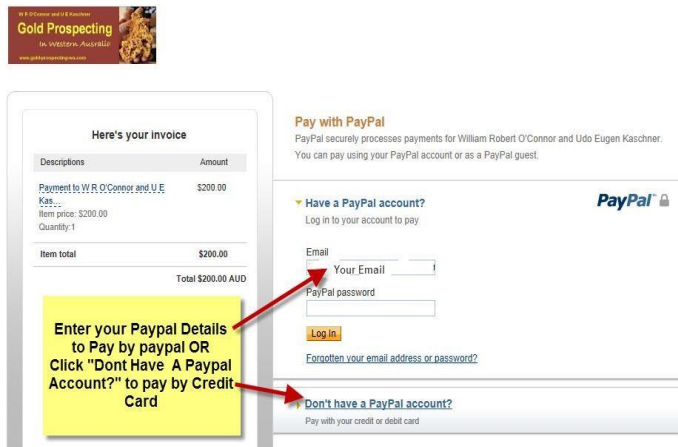 W R O'Connor and U E Kaschner
Gold Prospecting
In Western Ausralia
www.goldprospectingwa.com
Here's your invoice
Descriptions Amount
Payment to W R O'Connor and U E $200.00
Kas...
Item price: $200.00
Quantity:1
Item total $200.00
Total $200.00 AUD
Enter your Paypal Details
to Pay by paypal OR
Click "Dont Have A Paypal
Account?" to pay by Credit
Card
Pay with PayPal
PayPal securely processes payments for William Robert O'Connor and Udo Eugen Kaschner.
You can pay using your PayPal account or as a PayPal guest.
Have a PayPal account?
PayPal
Log in to your account to pay
Email
Your Email
PayPal password
Log In
Forgotten your email address or password?
Don't have a PayPal account?
Pay with your credit or debit card